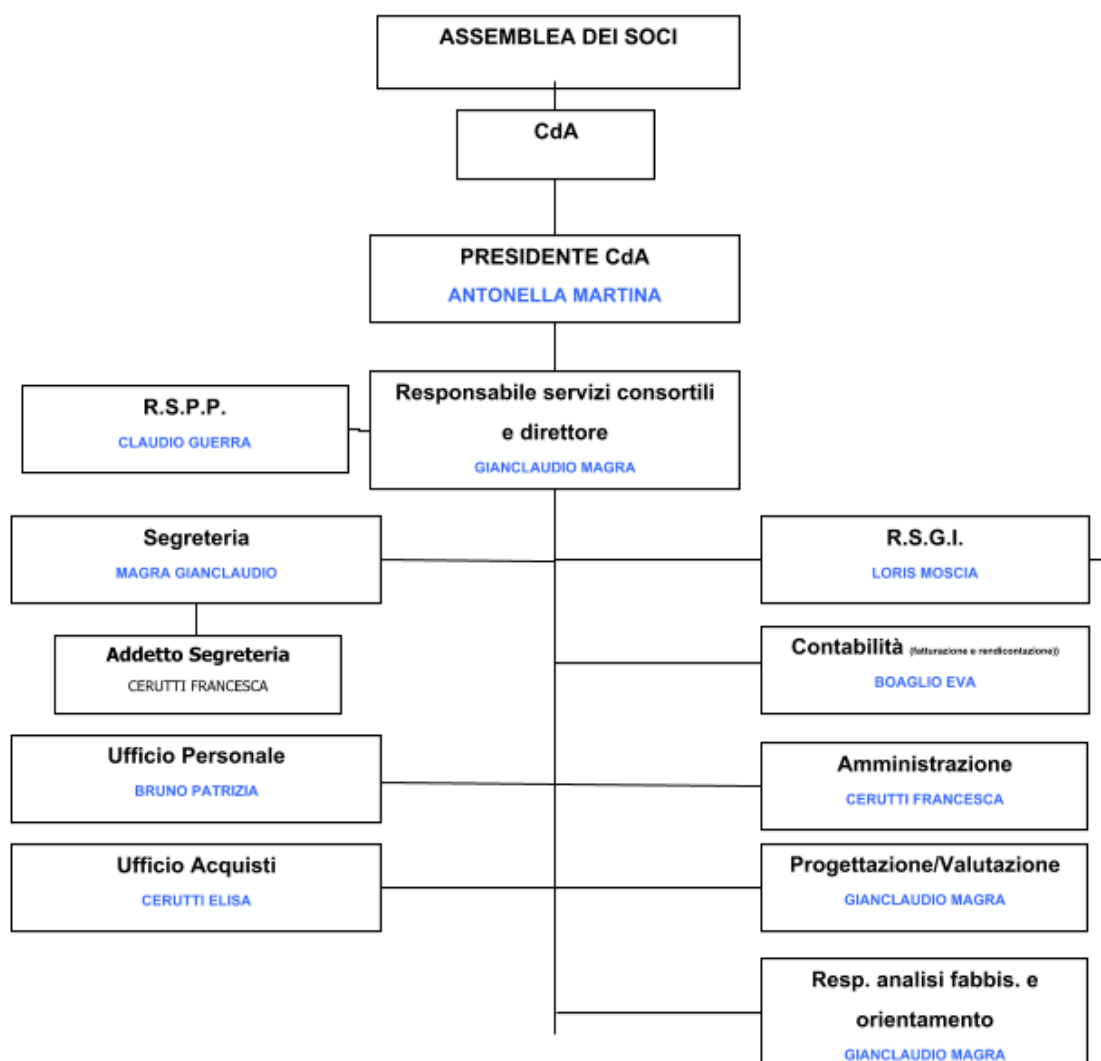 ASSEMBLEA DEI SOCI
CdA
PRESIDENTE CdA
ANTONELLA MARTINA
Responsabile servizi consortili
e direttore
GIANCLAUDIO MAGRA
R.S.P.P.
CLAUDIO GUERRA
Segreteria
MAGRA GIANCLAUDIO
R.S.G.I.
LORIS MOSCIA
Addetto Segreteria
CERUTTI FRANCESCA
Contabilità (fatturazione e rendicontazione))
BOAGLIO EVA
Ufficio Personale
BRUNO PATRIZIA
Amministrazione
CERUTTI FRANCESCA
Ufficio Acquisti
CERUTTI ELISA
Progettazione/Valutazione
GIANCLAUDIO MAGRA
Resp. analisi fabbis. e
orientamento
GIANCLAUDIO MAGRA